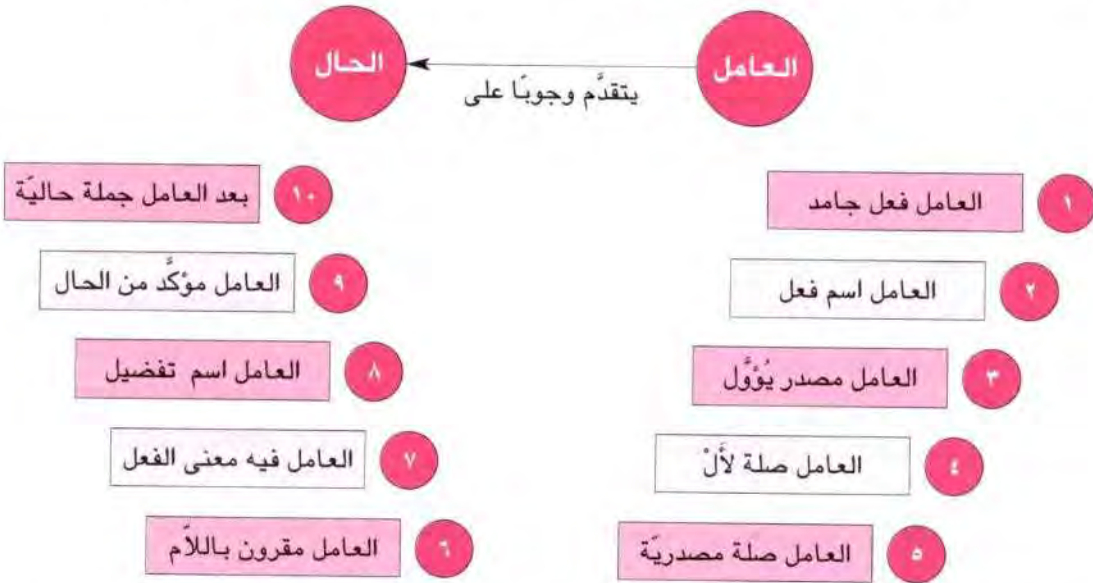 العامل
الحال
يتقدَّم وجوبًا على
١ العامل فعل جامد
٢ العامل اسم فعل
٣ العامل مصدر يُؤوَّل
٤ العامل صلة لأَلْ
٥ العامل صلة مصدريّة
٦ العامل مقرون باللاّم
٧ العامل فيه معنى الفعل
٨ العامل اسم تفضيل
٩ العامل مؤكَّد من الحال
١٠ بعد العامل جملة حاليّة